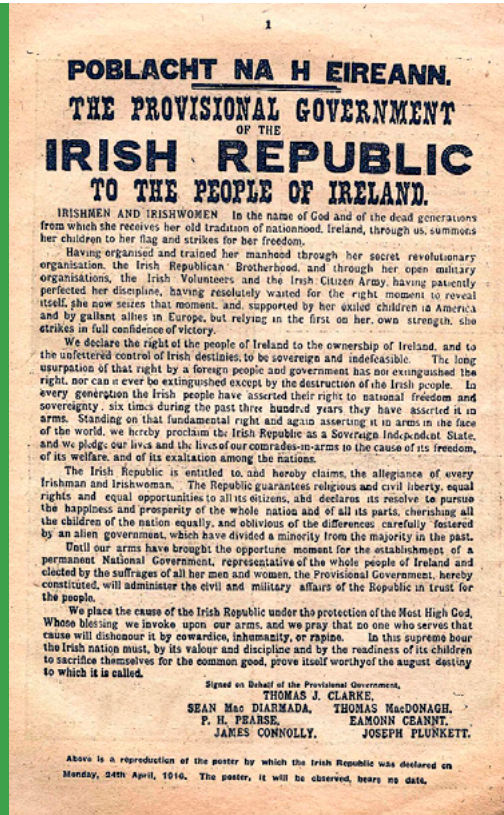 1
POBLACHT NA H EIREANN.
THE PROVISIONAL GOVERNMENT
OF THE
IRISH REPUBLIC
TO THE PEOPLE OF IRELAND.
IRISHMEN AND IRISHWOMEN In the name of God and of the dead generations
from which she receives her old tradition of nationhood, Ireland, through us, summons
her children to her flag and strikes for her freedom.
Having organised and trained her manhood through her secret revolutionary
organisation, the Irish Republican Brotherhood, and through her open military
organisations, the Irish Volunteers and the Irish Citizen Army, having patiently
perfected her discipline, having resolutely waited for the right moment to reveal
itself, she now seizes that moment, and, supported by her exiled children in America
and by gallant allies in Europe, but relying in the first on her own strength, she
strikes in full confidence of victory.
We declare the right of the people of Ireland to the ownership of Ireland, and to
the unfettered control of Irish destinies, to be sovereign and indefeasible. The long
usurpation of that right by a foreign people and government has not extinguished the
right, nor can it ever be extinguished except by the destruction of the Irish people. In
every generation the Irish people have asserted their right to national freedom and
sovereignty, six times during the past three hundred years they have asserted it in
arms. Standing on that fundamental right and again asserting it in arms in the face
of the world, we hereby proclaim the Irish Republic as a Sovereign Independent State,
and we pledge our lives and the lives of our comrades-in-arms to the cause of its freedom,
of its welfare, and of its exaltation among the nations.
The Irish Republic is entitled to, and hereby claims, the allegiance of every
Irishman and Irishwoman. The Republic guarantees religious and civil liberty, equal
rights and equal opportunities to all its citizens, and declares its resolve to pursue
the happiness and prosperity of the whole nation and of all its parts, cherishing all
the children of the nation equally, and oblivious of the differences carefully fostered
by an alien government, which have divided a minority from the majority in the past.
Until our arms have brought the opportune moment for the establishment of a
permanent National Government, representative of the whole people of Ireland and
elected by the suffrages of all her men and women, the Provisional Government, hereby
constituted, will administer the civil and military affairs of the Republic in trust for
the people.
We place the cause of the Irish Republic under the protection of the Most High God,
Whose blessing we invoke upon our arms, and we pray that no one who serves that
cause will dishonour it by cowardice, inhumanity, or rapine. In this supreme hour
the Irish nation must, by its valour and discipline and by the readiness of its children
to sacrifice themselves for the common good, prove itself worthy of the august destiny
to which it is called.
Signed on Behalf of the Provisional Government,
THOMAS J. CLARKE,
SEAN Mac DIARMADA, THOMAS MacDONAGH,
P. H. PEARSE, EAMONN CEANNT,
JAMES CONNOLLY. JOSEPH PLUNKETT.
Above is a reproduction of the poster by which the Irish Republic was declared on
Monday, 24th April, 1916. The poster, it will be observed, bears no date.